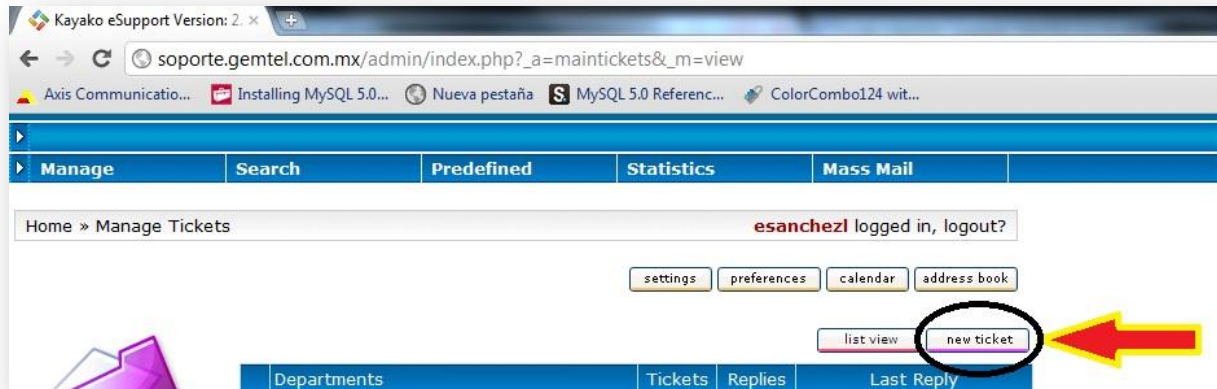 Kayako eSupport Version: 2.
soporte.gemtel.com.mx/admin/index.php?_a=maintickets&_m=view
Axis Communicatio... Installing MySQL 5.0... Nueva pestaña MySQL 5.0 Referenc... ColorCombo124 wit...
Manage Search Predefined Statistics Mass Mail
Home » Manage Tickets esanchezl logged in, logout?
settings preferences calendar address book
list view new ticket
Departments Tickets Replies Last Reply